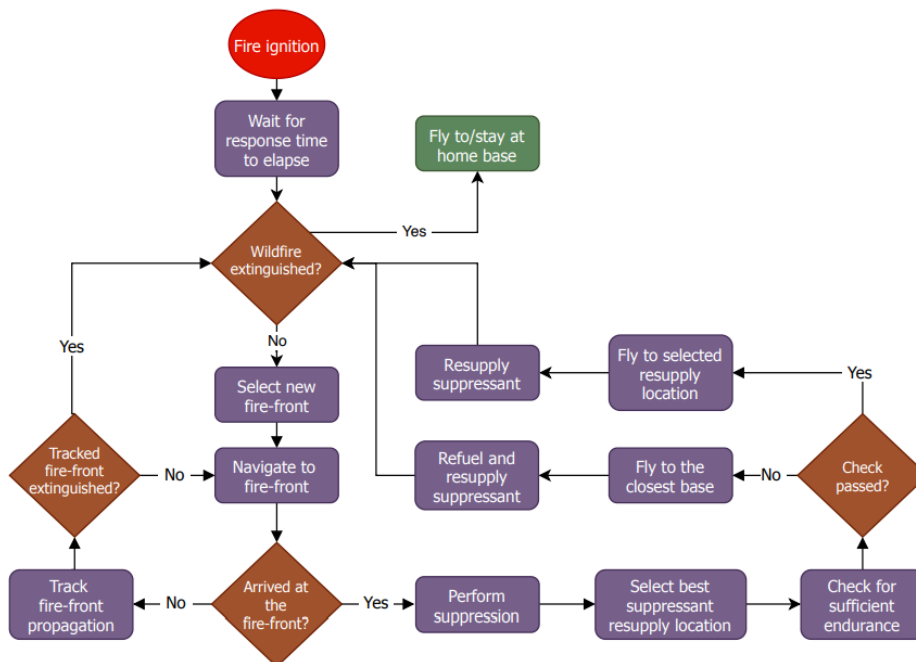 Fire ignition
Wait for
response time
to elapse
Fly to/stay at
home base
Yes
Wildfire
extinguished?
No
Yes
Select new
fire-front
Resupply
suppressant
Fly to selected
resupply
location
Yes
Tracked
fire-front
extinguished?
No
Navigate to
fire-front
Refuel and
resupply
suppressant
Fly to the
closest base
No
Check
passed?
Track
fire-front
propagation
No
Arrived at
the
fire-front?
Yes
Perform
suppression
Select best
suppressant
resupply location
Check for
sufficient
endurance